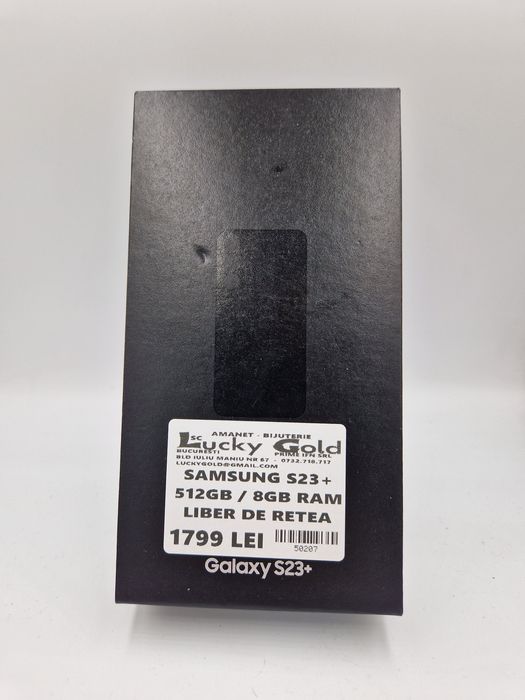 AMANET - BIJUTERIE
SC Lucky Gold
BUCURESTI PRIME IFN SRL
BLD IULIU MANIU NR 67 - 0732.718.717
LUCKYGOLD@GMAIL.COM
SAMSUNG S23+
512GB / 8GB RAM
LIBER DE RETEA
1799 LEI
50207
Galaxy S23+